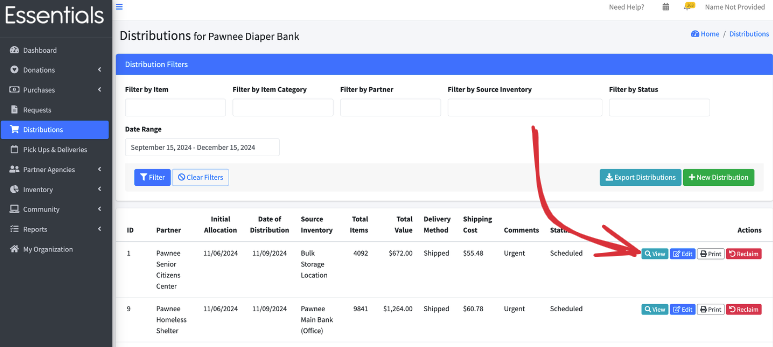 Essentials
Need Help?
Name Not Provided
Dashboard
Donations
Purchases
Requests
Distributions
Pick Ups & Deliveries
Partner Agencies
Inventory
Community
Reports
My Organization
Distributions for Pawnee Diaper Bank
Home / Distributions
Distribution Filters
Filter by Item
Filter by Item Category
Filter by Partner
Filter by Source Inventory
Filter by Status
Date Range
September 15, 2024 - December 15, 2024
Filter
Clear Filters
Export Distributions
New Distribution
ID
Partner
Initial Allocation
Date of Distribution
Source Inventory
Total Items
Total Value
Delivery Method
Shipping Cost
Comments
Status
Actions
1
Pawnee Senior Citizens Center
11/06/2024
11/09/2024
Bulk Storage Location
4092
$672.00
Shipped
$55.48
Urgent
Scheduled
View
Edit
Print
Reclaim
9
Pawnee Homeless Shelter
11/06/2024
11/09/2024
Pawnee Main Bank (Office)
9841
$1,264.00
Shipped
$60.78
Urgent
Scheduled
View
Edit
Print
Reclaim